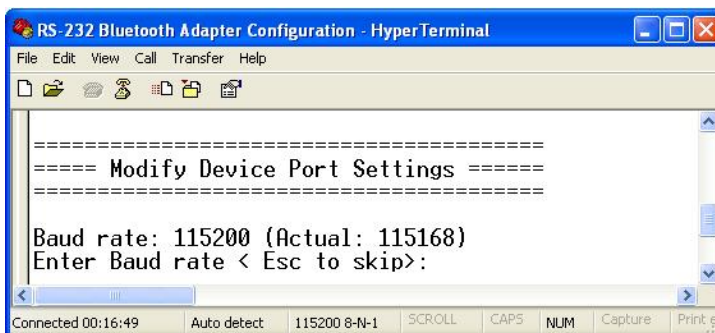 RS-232 Bluetooth Adapter Configuration - HyperTerminal
File Edit View Call Transfer Help
========================================
===== Modify Device Port Settings ======
========================================
Baud rate: 115200 (Actual: 115168)
Enter Baud rate < Esc to skip>:
Connected 00:16:49 Auto detect 115200 8-N-1 SCROLL CAPS NUM Capture Print e